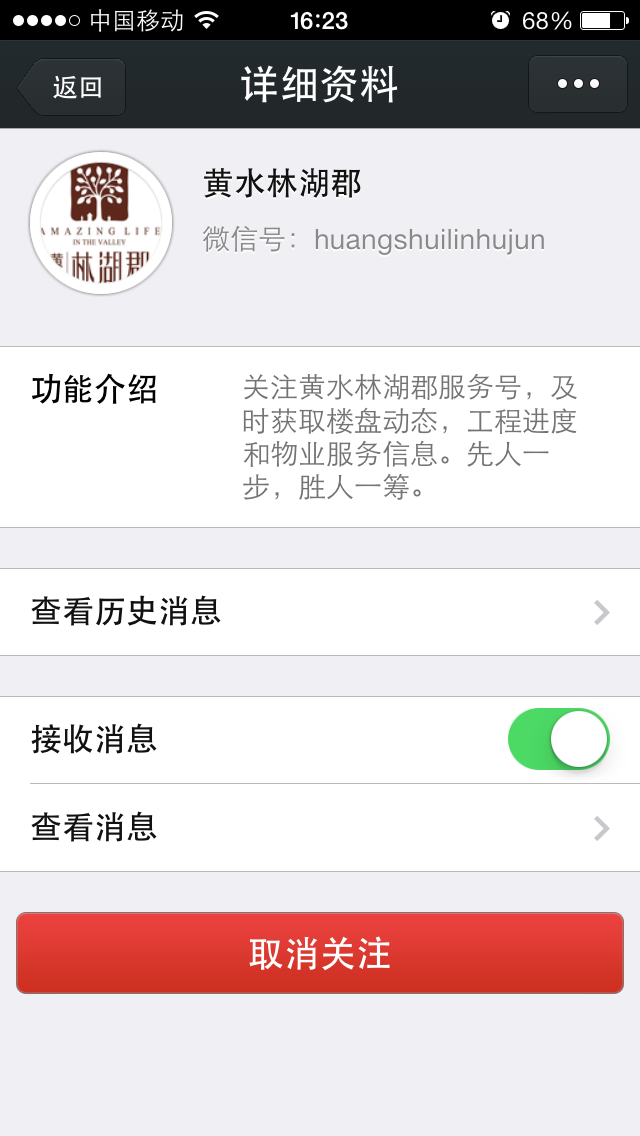 中国移动 16:23 68%
返回 详细资料
AMAZING LIFE
IN THE VALLEY
黄 林湖郡
黄水林湖郡
微信号：huangshuilinhujun
功能介绍
关注黄水林湖郡服务号，及
时获取楼盘动态，工程进度
和物业服务信息。先人一
步，胜人一筹。
查看历史消息
接收消息
查看消息
取消关注